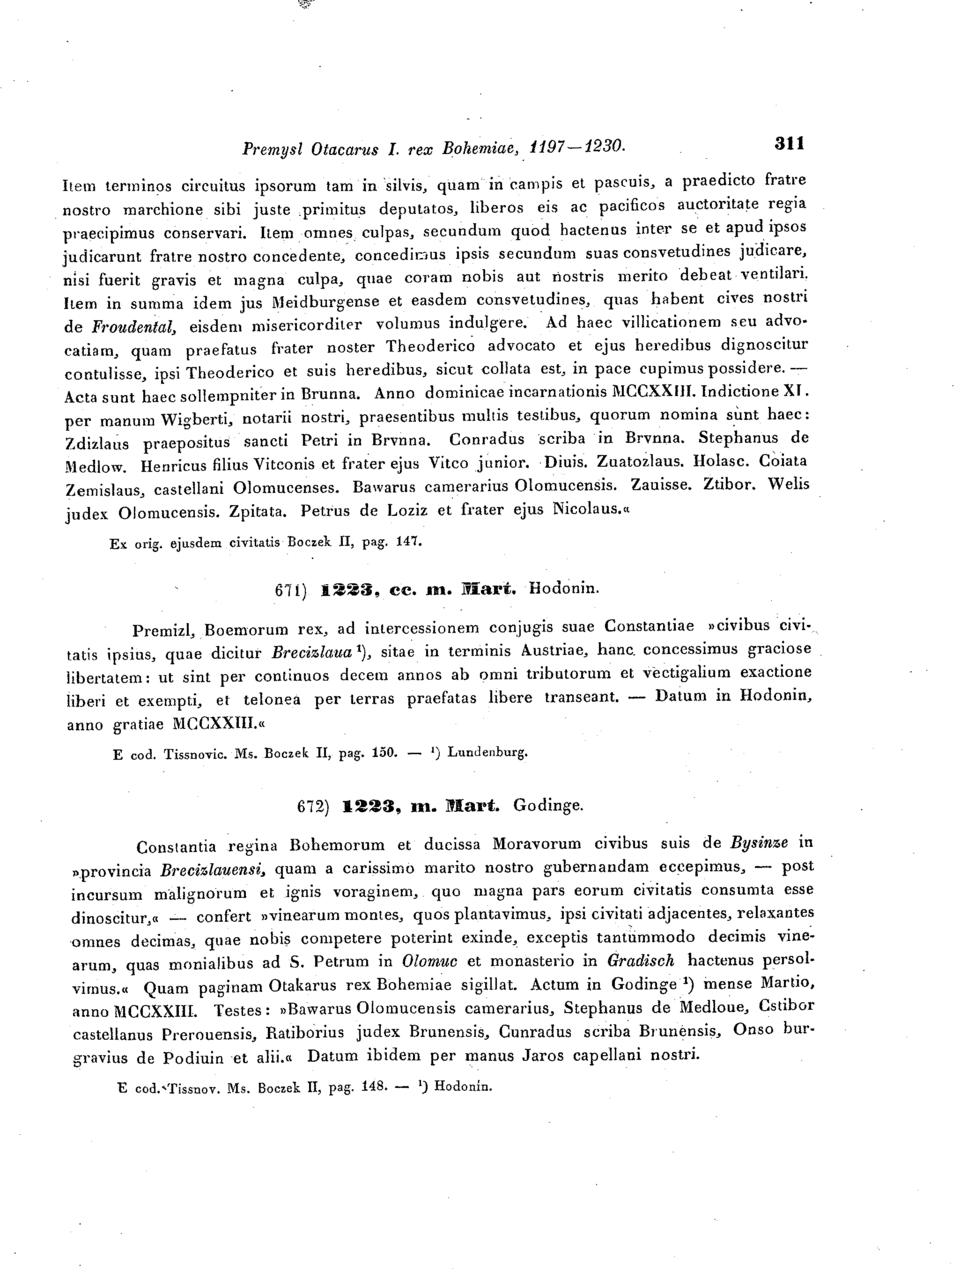 Premysl Otacarus I. rex Bohemiae, 1197—1230. 311
Item terminos circuitus ipsorum tam in silvis, quam in campis et pascuis, a praedicto fratre
nostro marchione sibi juste primitus deputatos, liberos eis ac pacificos auctoritate regia
praecipimus conservari. Item omnes culpas, secundum quod hactenus inter se et apud ipsos
judicarunt fratre nostro concedente, concedimus ipsis secundum suas consvetudines judicare,
nisi fuerit gravis et magna culpa, quae coram nobis aut nostris merito debeat ventilari.
Item in summa idem jus Meidburgense et easdem consvetudines, quas habent cives nostri
de Froudental, eisdem misericorditer volumus indulgere. Ad haec villicationem seu advo-
catiam, quam praefatus frater noster Theoderico advocato et ejus heredibus dignoscitur
contulisse, ipsi Theoderico et suis heredibus, sicut collata est, in pace cupimus possidere. —
Acta sunt haec sollempniter in Brunna. Anno dominicae incarnationis MCCXXIII. Indictione XI.
per manum Wigberti, notarii nostri, praesentibus multis testibus, quorum nomina sunt haec:
Zdizlaus praepositus sancti Petri in Brvnna. Conradus scriba in Brvnna. Stephanus de
Medlow. Henricus filius Vitconis et frater ejus Vitco junior. Diuis. Zuatozlaus. Holasc. Coiata
Zemislaus, castellani Olomucenses. Bawarus camerarius Olomucensis. Zauisse. Ztibor. Welis
judex Olomucensis. Zpitata. Petrus de Loziz et frater ejus Nicolaus.«
Ex orig. ejusdem civitatis Boczek II, pag. 147.
671) 1223, cc. m. Mart. Hodonin.
Premizl, Boemorum rex, ad intercessionem conjugis suae Constantiae »civibus civi-
tatis ipsius, quae dicitur Brecizlaua ¹), sitae in terminis Austriae, hanc concessimus graciose
libertatem: ut sint per continuos decem annos ab omni tributorum et vectigalium exactione
liberi et exempti, et telonea per terras praefatas libere transeant. — Datum in Hodonin,
anno gratiae MCCXXIII.«
E cod. Tissnovic. Ms. Boczek II, pag. 150. — ¹) Lundenburg.
672) 1223, m. Mart. Godinge.
Constantia regina Bohemorum et ducissa Moravorum civibus suis de Bysinze in
»provincia Brecizlauensi, quam a carissimo marito nostro gubernandam eccepimus, — post
incursum malignorum et ignis voraginem, quo magna pars eorum civitatis consumta esse
dinoscitur,« — confert »vinearum montes, quos plantavimus, ipsi civitati adjacentes, relaxantes
omnes decimas, quae nobis competere poterint exinde, exceptis tantummodo decimis vine-
arum, quas monialibus ad S. Petrum in Olomuc et monasterio in Gradisch hactenus persol-
vimus.« Quam paginam Otakarus rex Bohemiae sigillat. Actum in Godinge ¹) mense Martio,
anno MCCXXIII. Testes: »Bawarus Olomucensis camerarius, Stephanus de Medloue, Cstibor
castellanus Prerouensis, Ratiborius judex Brunensis, Cunradus scriba Brunensis, Onso bur-
gravius de Podiuin et alii.« Datum ibidem per manus Jaros capellani nostri.
E cod. Tissnov. Ms. Boczek II, pag. 148. — ¹) Hodonín.